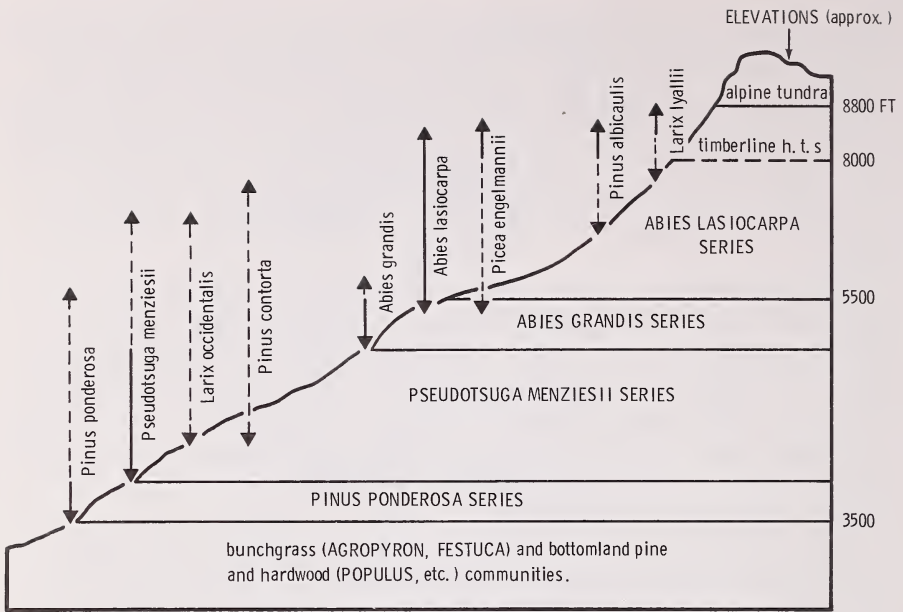 ELEVATIONS (approx.)
alpine tundra
8800 FT
timberline h. t. s
8000
ABIES LASIOCARPA
SERIES
5500
ABIES GRANDIS SERIES
PSEUDOTSUGA MENZIESII SERIES
PINUS PONDEROSA SERIES
3500
bunchgrass (AGROPYRON, FESTUCA) and bottomland pine
and hardwood (POPULUS, etc.) communities.
Pinus ponderosa
Pseudotsuga menziesii
Larix occidentalis
Pinus contorta
Abies grandis
Abies lasiocarpa
Picea engelmannii
Pinus albicaulis
Larix lyallii